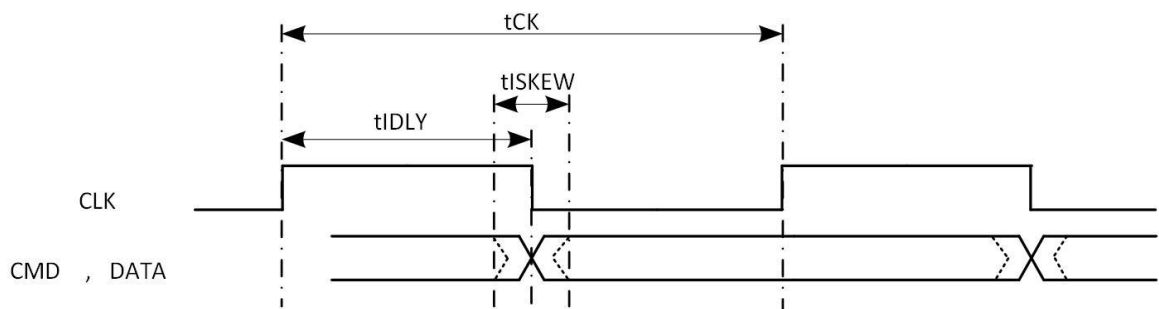 tCK
tISKEW
tIDLY
CLK
CMD , DATA